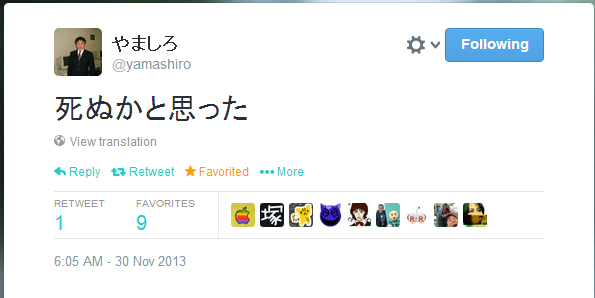 やましろ
@yamashiro
Following
死ぬかと思った
View translation
Reply Retweet Favorited More
RETWEET FAVORITES
1 9
塚
6:05 AM - 30 Nov 2013